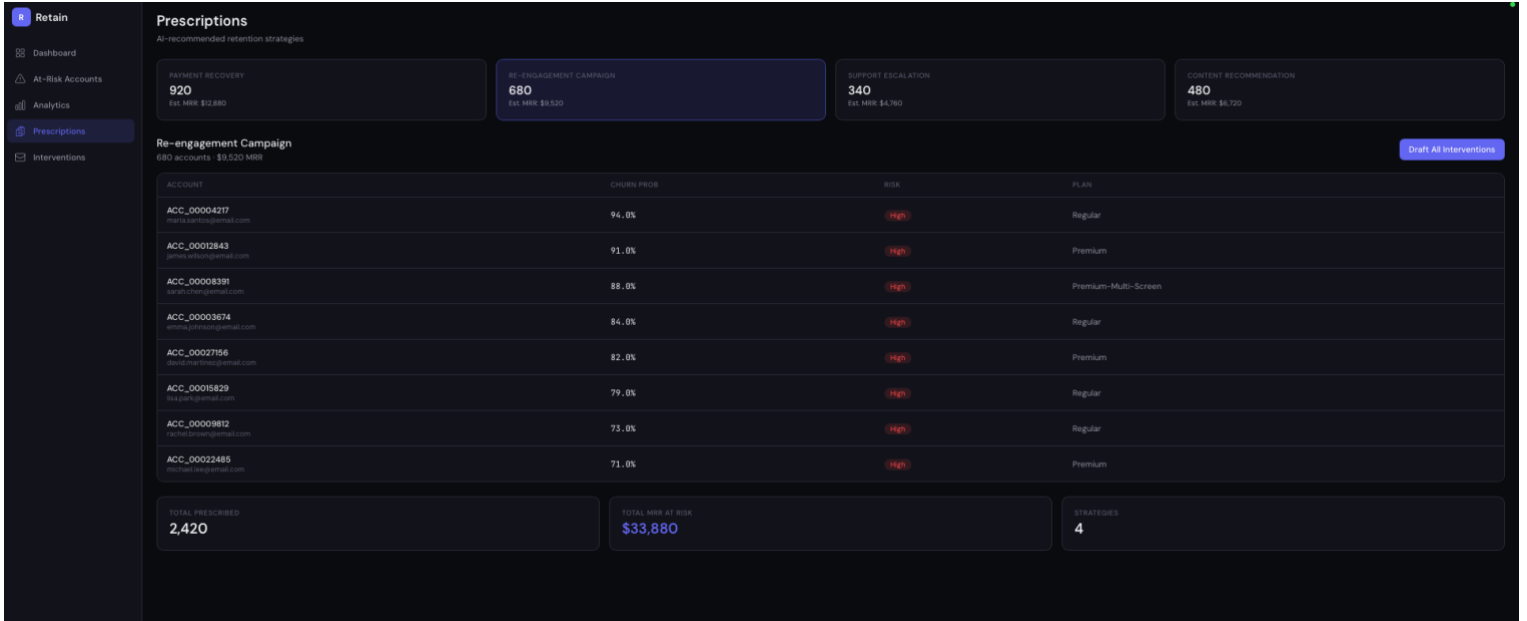 R Retain
Dashboard
At-Risk Accounts
Analytics
Prescriptions
Interventions
Prescriptions
AI-recommended retention strategies
PAYMENT RECOVERY
920
Est. MRR: $12,880
RE-ENGAGEMENT CAMPAIGN
680
Est. MRR: $9,520
SUPPORT ESCALATION
340
Est. MRR: $4,760
CONTENT RECOMMENDATION
480
Est. MRR: $6,720
Re-engagement Campaign
680 accounts · $9,520 MRR
Draft All Interventions
ACCOUNT CHURN PROB RISK PLAN
ACC_00004217 94.0% High Regular
maria.santos@email.com
ACC_00012843 91.0% High Premium
james.wilson@email.com
ACC_00008391 88.0% High Premium-Multi-Screen
sarah.chen@email.com
ACC_00003674 84.0% High Regular
emma.johnson@email.com
ACC_00027156 82.0% High Premium
david.martinez@email.com
ACC_00015829 79.0% High Regular
lisa.park@email.com
ACC_00009812 73.0% High Regular
rachel.brown@email.com
ACC_00022485 71.0% High Premium
michael.lee@email.com
TOTAL PRESCRIBED
2,420
TOTAL MRR AT RISK
$33,880
STRATEGIES
4